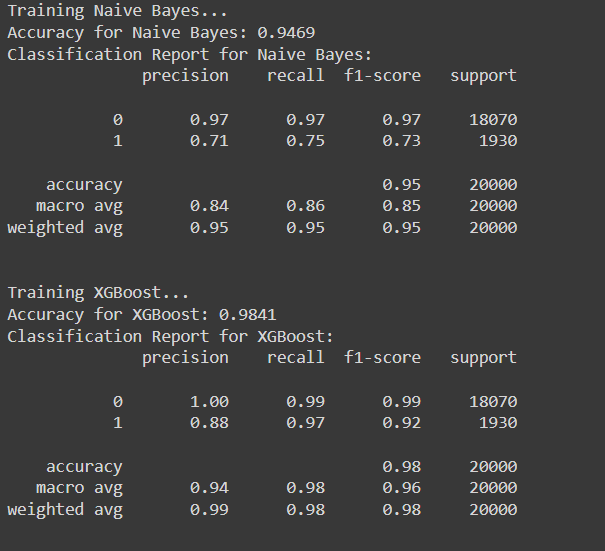 Training Naive Bayes...
Accuracy for Naive Bayes: 0.9469
Classification Report for Naive Bayes:
precision recall f1-score support
0 0.97 0.97 0.97 18070
1 0.71 0.75 0.73 1930
accuracy 0.95 20000
macro avg 0.84 0.86 0.85 20000
weighted avg 0.95 0.95 0.95 20000
Training XGBoost...
Accuracy for XGBoost: 0.9841
Classification Report for XGBoost:
precision recall f1-score support
0 1.00 0.99 0.99 18070
1 0.88 0.97 0.92 1930
accuracy 0.98 20000
macro avg 0.94 0.98 0.96 20000
weighted avg 0.99 0.98 0.98 20000